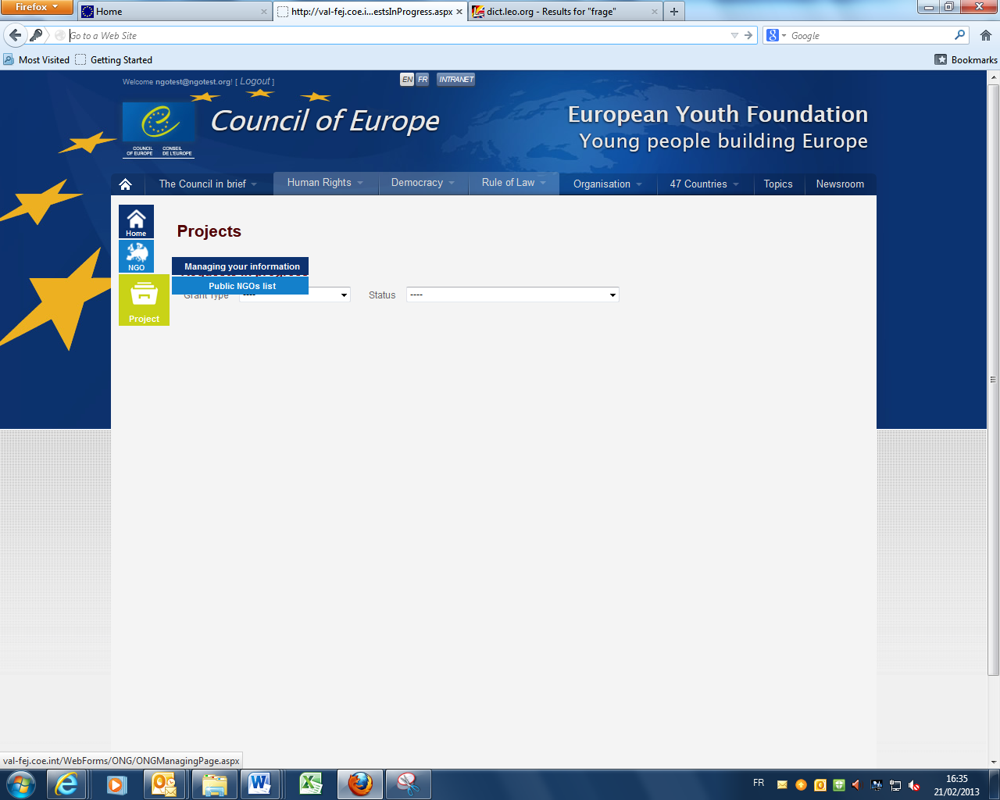 Firefox
Home
http://val-fej.coe.i...estsInProgress.aspx
dict.leo.org - Results for "frage"
Go to a Web Site
Google
Most Visited
Getting Started
Bookmarks
Welcome ngotest@ngotest.org! [ Logout ]
EN FR INTRANET
Council of Europe
European Youth Foundation
Young people building Europe
COUNCIL OF EUROPE
CONSEIL DE L'EUROPE
The Council in brief
Human Rights
Democracy
Rule of Law
Organisation
47 Countries
Topics
Newsroom
Home
Projects
NGO
Managing your information
Public NGOs list
Grant Type
----
Status
----
Project
val-fej.coe.int/WebForms/ONG/ONGManagingPage.aspx
FR
16:35
21/02/2013